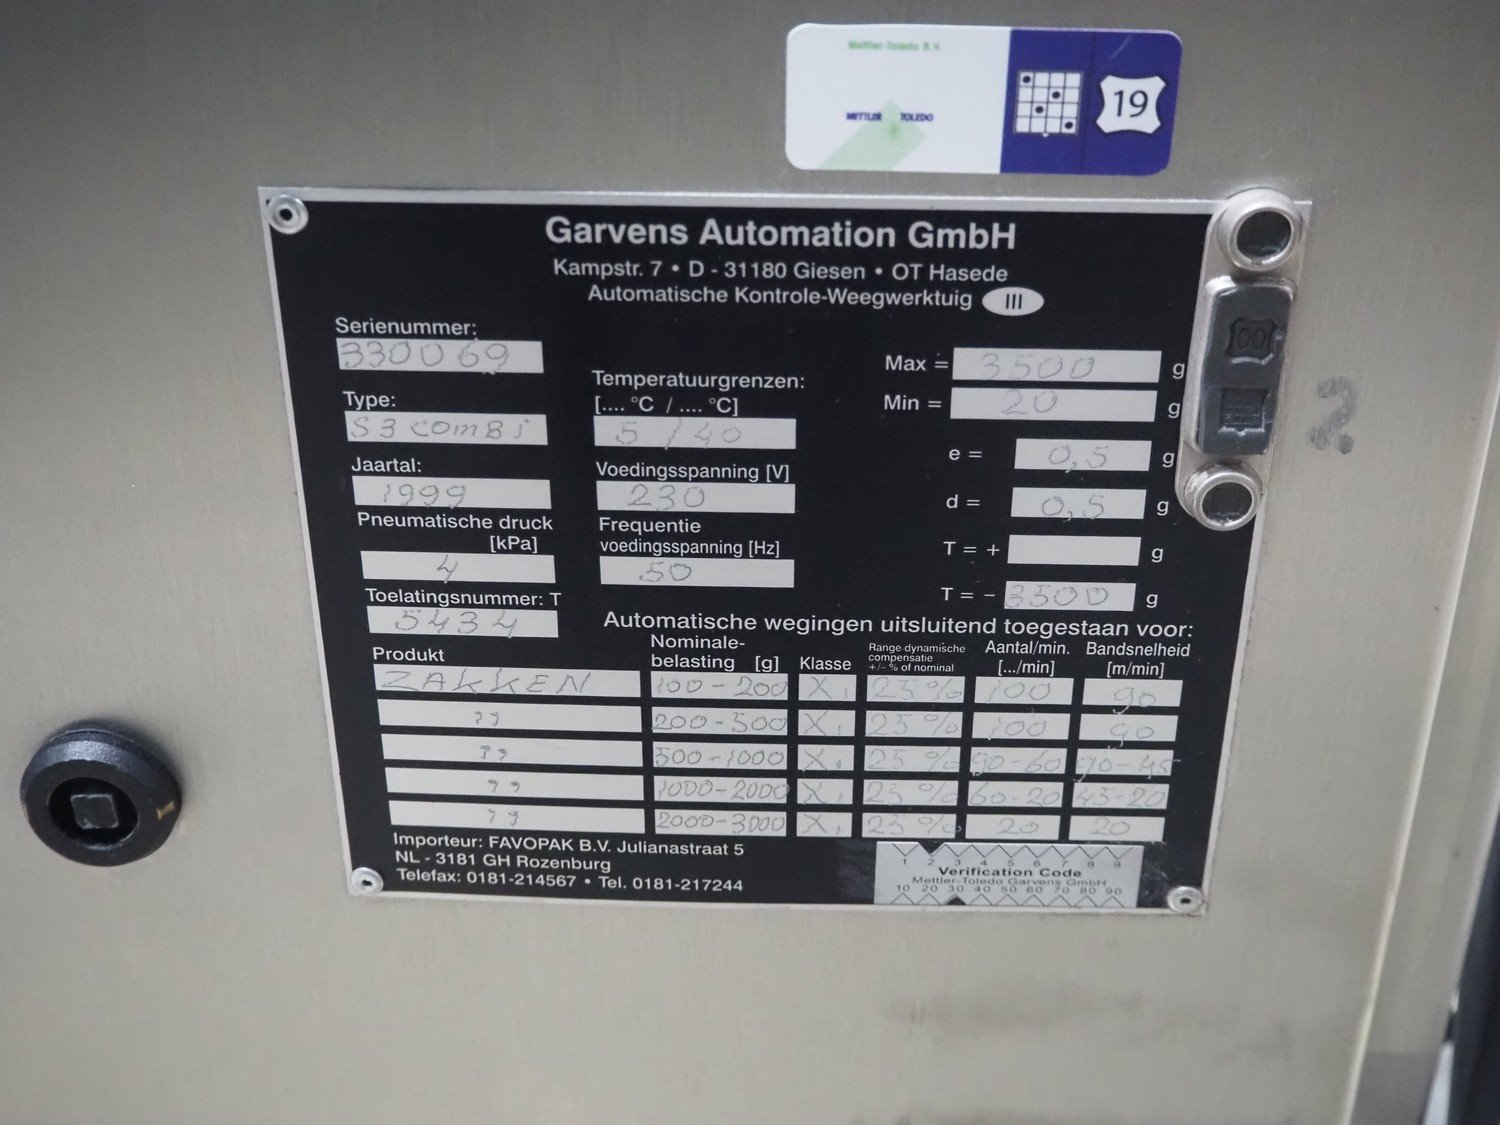 Mettler-Toledo B.V.
METTLER TOLEDO
19
Garvens Automation GmbH
Kampstr. 7 • D - 31180 Giesen • OT Hasede
Automatische Kontrole-Weegwerktuig III
Serienummer:
330069
Type:
S3 comBi
Jaartal:
1999
Pneumatische druck
[kPa]
4
Toelatingsnummer: T
5434
Temperatuurgrenzen:
[.... °C / .... °C]
5 / 40
Voedingsspanning [V]
230
Frequentie
voedingsspanning [Hz]
50
Max = 3500 g
Min = 20 g
e = 0,5 g
d = 0,5 g
T = + g
T = - 3500 g
Automatische wegingen uitsluitend toegestaan voor:
Produkt Nominale-belasting [g] Klasse Range dynamische compensatie +/- % of nominal Aantal/min. [.../min] Bandsnelheid [m/min]
ZAKKEN 100-200 X1 25% 100 90
,, 200-500 X1 25% 100 90
,, 500-1000 X1 25% 90-60 90-45
,, 1000-2000 X1 25% 60-20 45-20
,, 2000-3000 X1 25% 20 20
Importeur: FAVOPAK B.V. Julianastraat 5
NL - 3181 GH Rozenburg
Telefax: 0181-214567 • Tel. 0181-217244
1 2 3 4 5 6 7 8 9
Verification Code
Mettler-Toledo Garvens GmbH
10 20 30 40 50 60 70 80 90
00
2